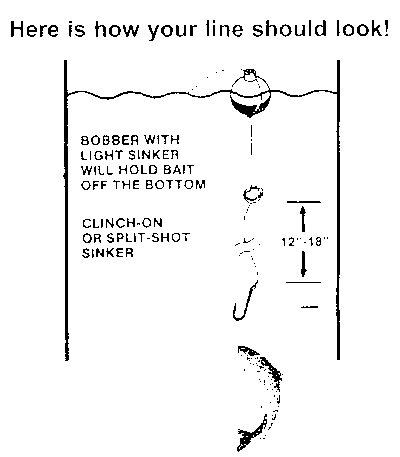 Here is how your line should look!
BOBBER WITH
LIGHT SINKER
WILL HOLD BAIT
OFF THE BOTTOM
CLINCH-ON
OR SPLIT-SHOT
SINKER
12"-18"